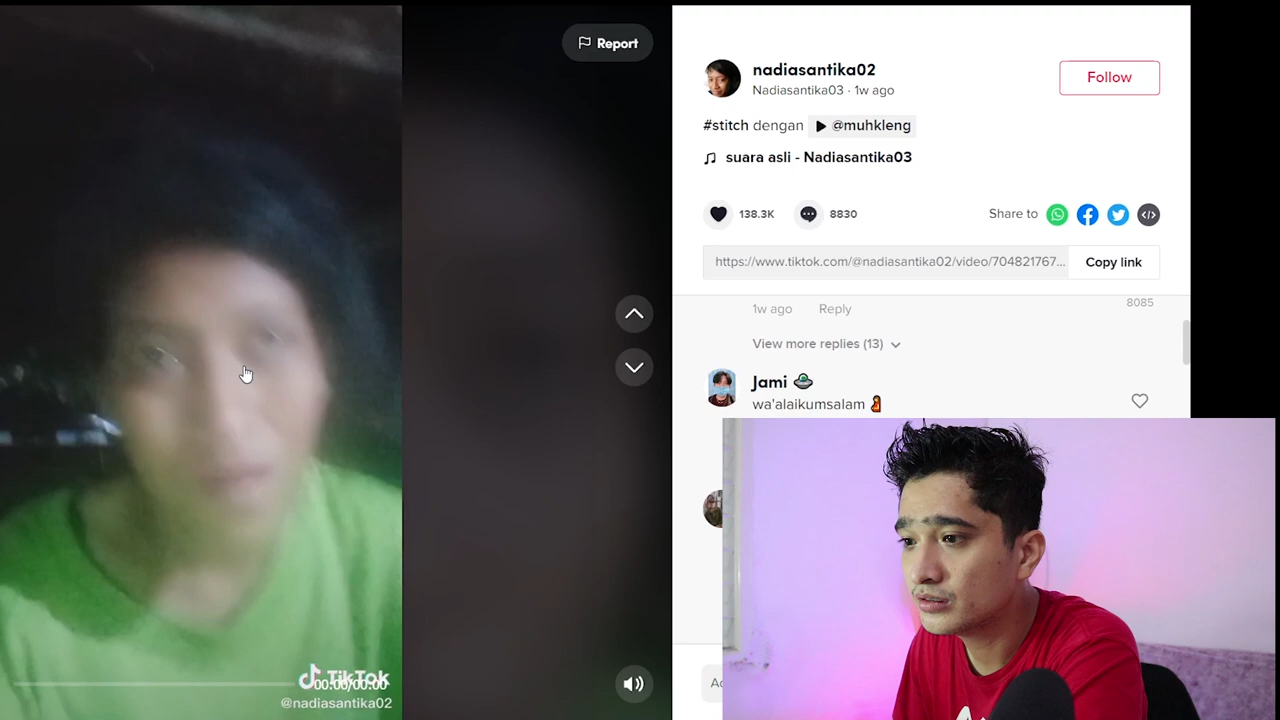 Report
nadiasantika02
Nadiasantika03 · 1w ago
Follow
#stitch dengan ▶ @muhkleng
suara asli - Nadiasantika03
138.3K
8830
Share to
https://www.tiktok.com/@nadiasantika02/video/704821767...
Copy link
1w ago
Reply
8085
View more replies (13)
Jami
wa'alaikumsalam
TikTok
00:00/00:00
@nadiasantika02